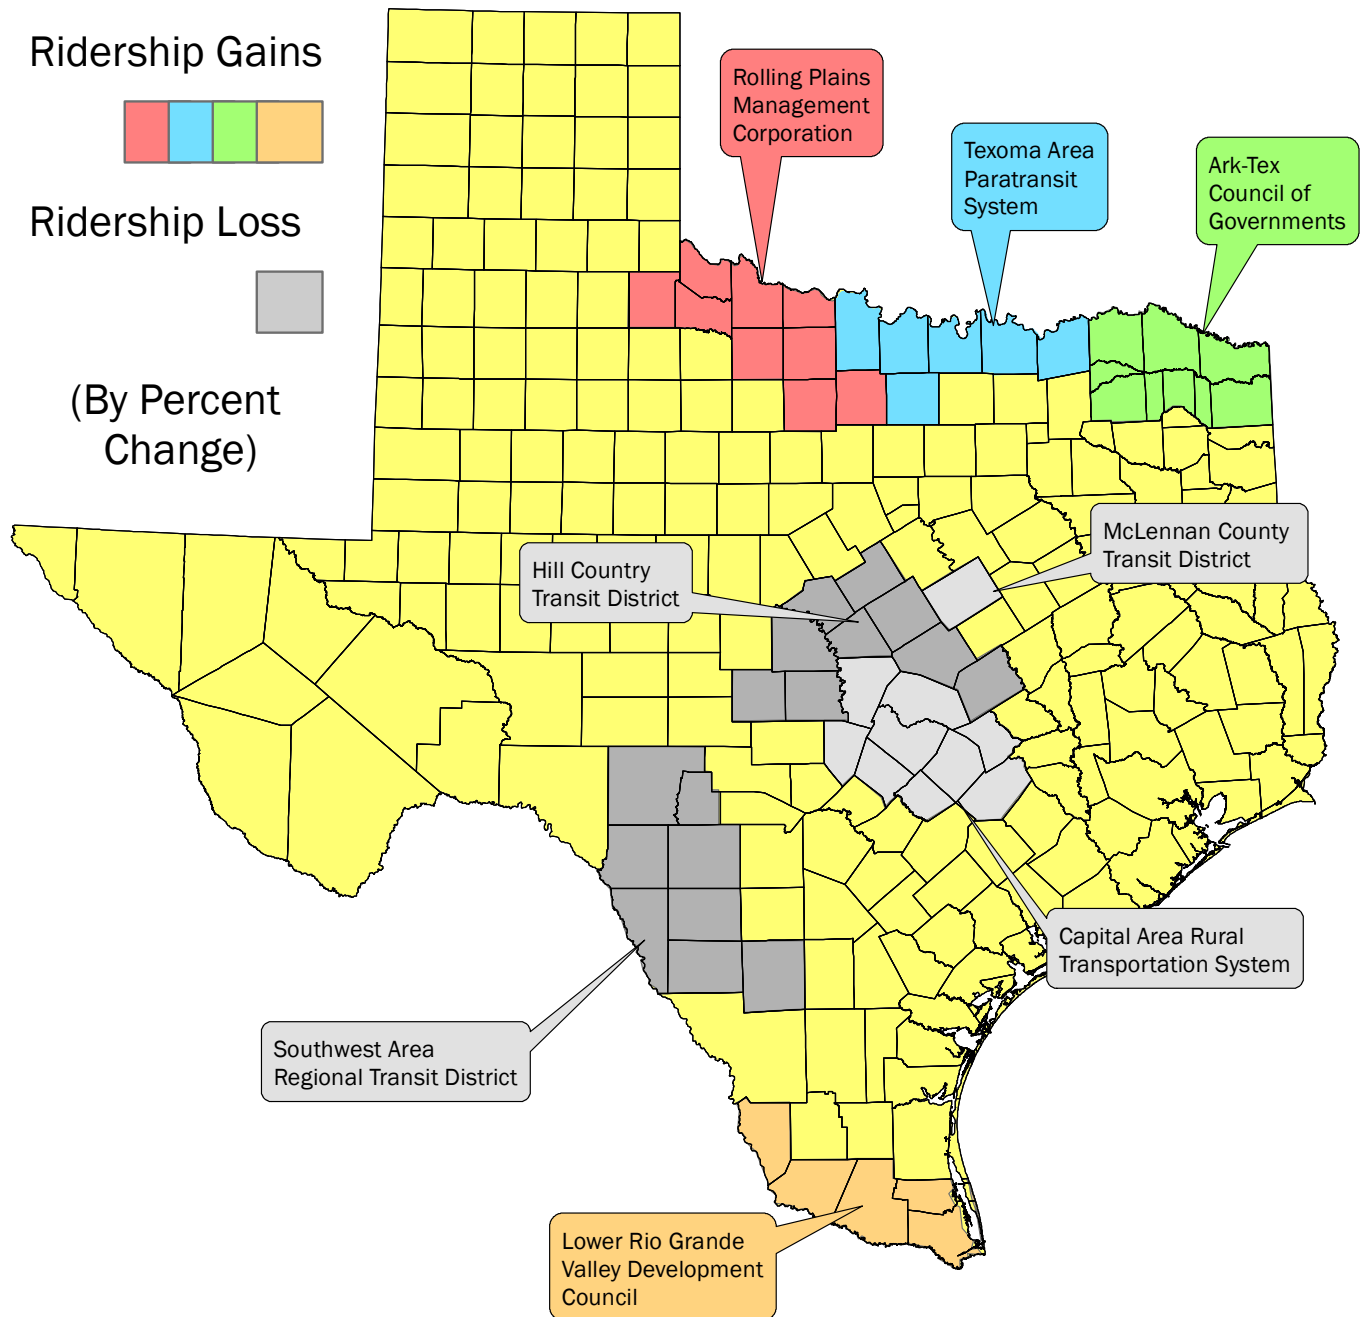 Ridership Gains
Ridership Loss
(By Percent
Change)
Rolling Plains
Management
Corporation
Texoma Area
Paratransit
System
Ark-Tex
Council of
Governments
McLennan County
Transit District
Hill Country
Transit District
Capital Area Rural
Transportation System
Southwest Area
Regional Transit District
Lower Rio Grande
Valley Development
Council